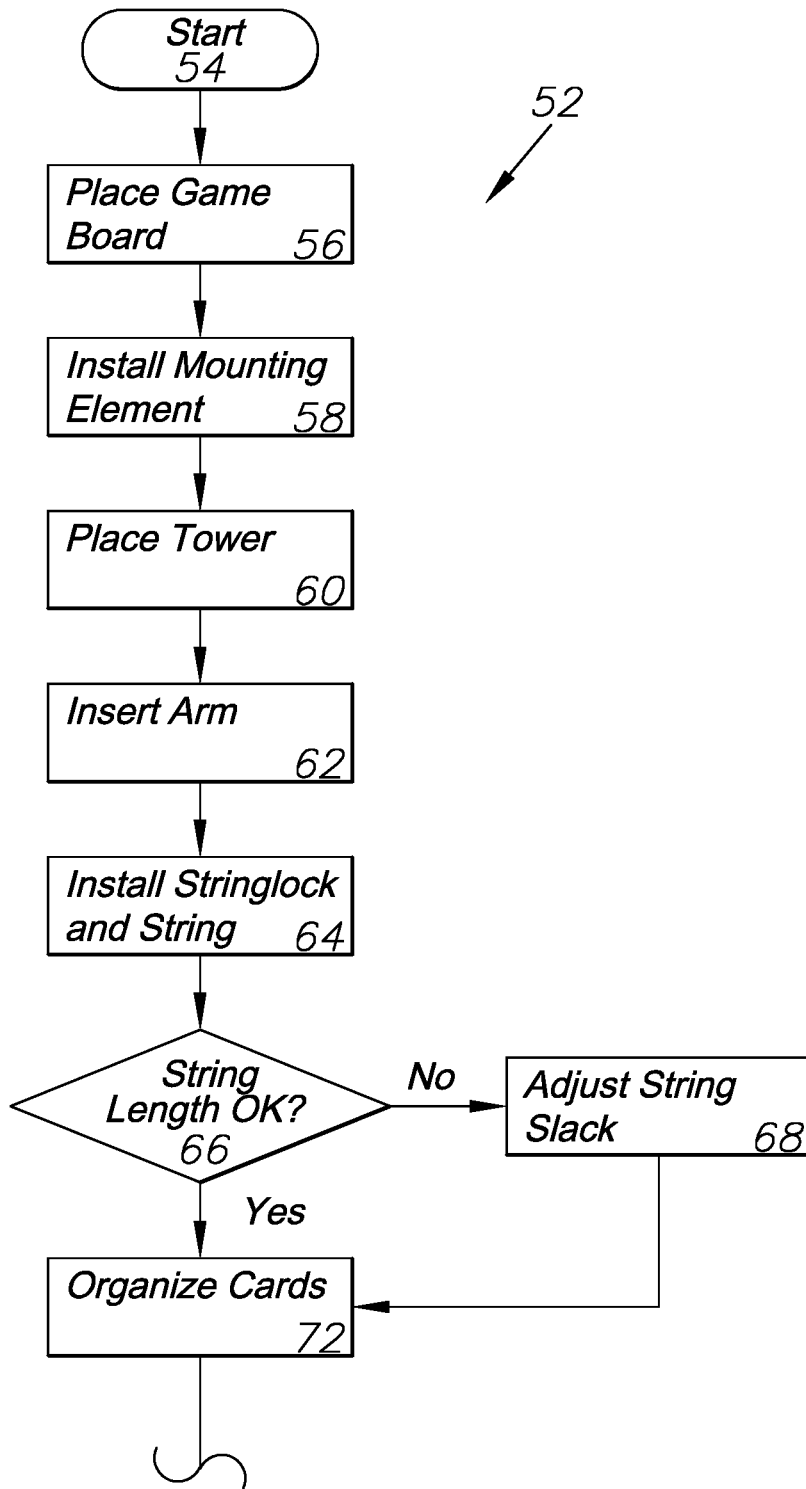 Start
54
52
Place Game
Board
56
Install Mounting
Element
58
Place Tower
60
Insert Arm
62
Install Stringlock
and String
64
String
Length OK?
66
No
Adjust String
Slack
68
Yes
Organize Cards
72